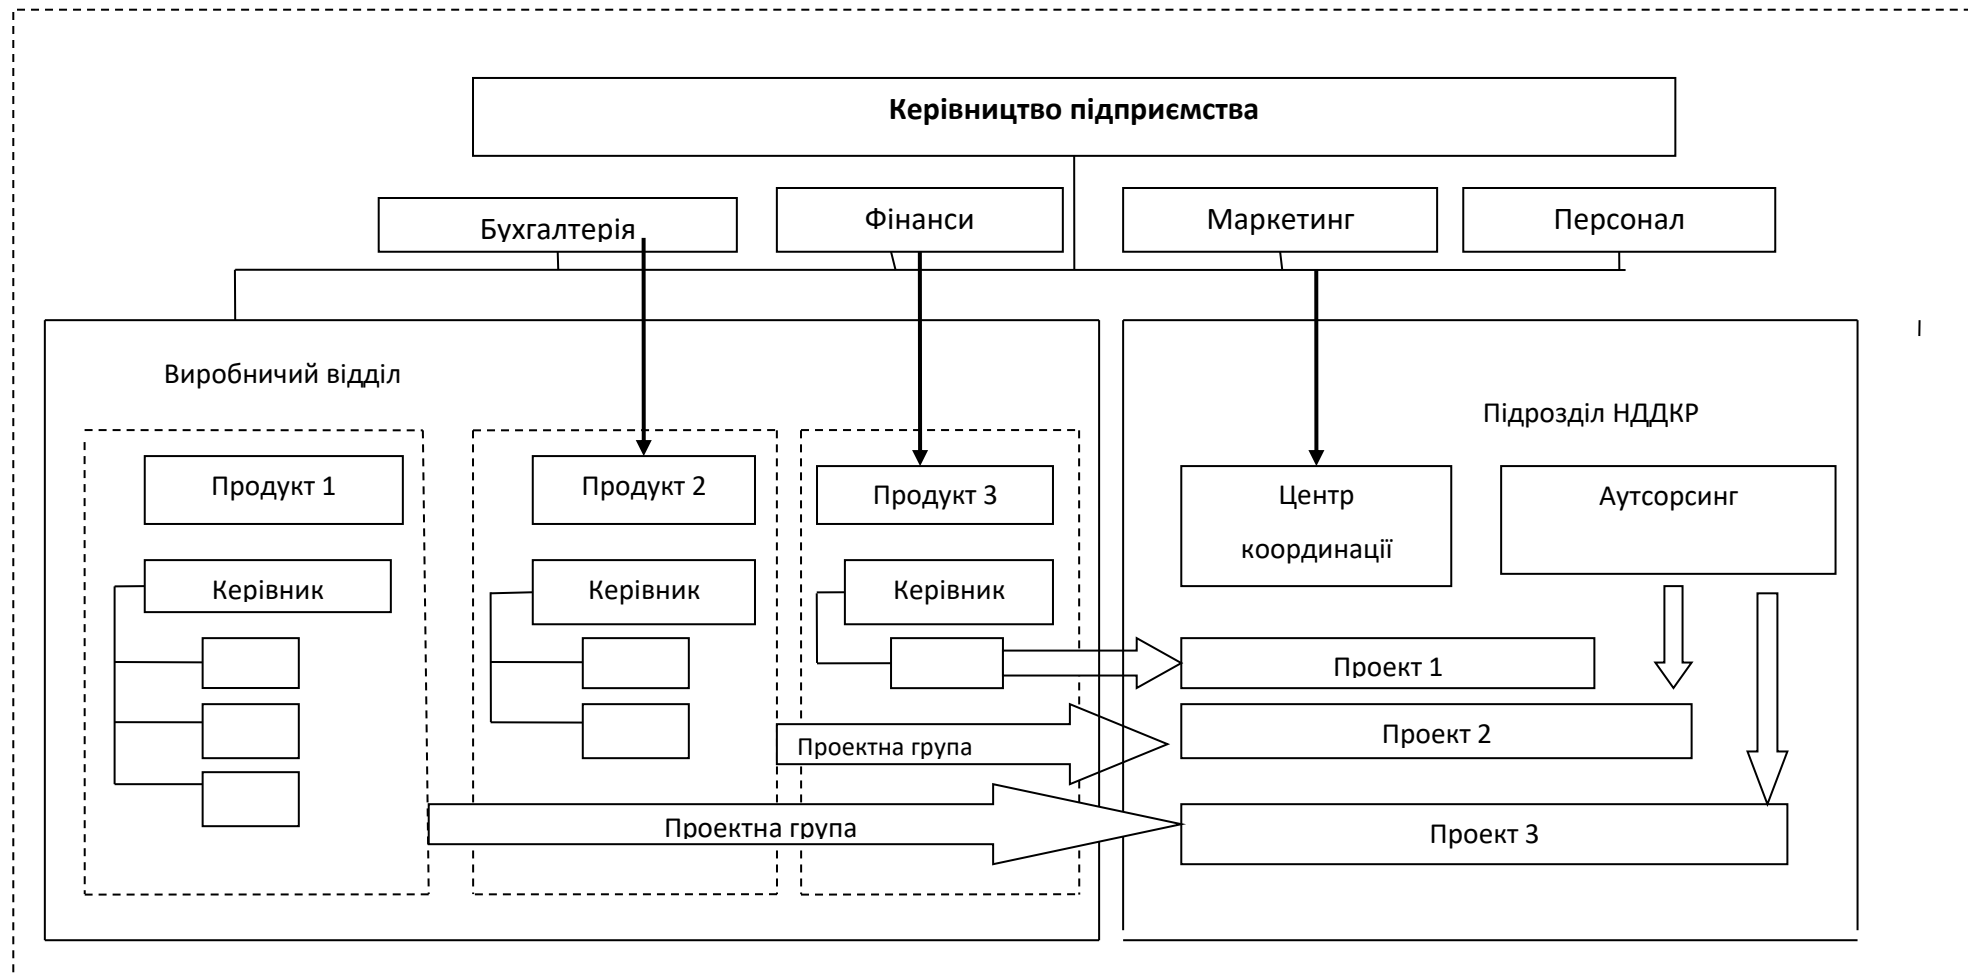 Керівництво підприємства
Бухгалтерія
Фінанси
Маркетинг
Персонал
Виробничий відділ
Підрозділ НДДКР
Продукт 1
Продукт 2
Продукт 3
Центр
координації
Аутсорсинг
Керівник
Керівник
Керівник
Проект 1
Проектна група
Проект 2
Проектна група
Проект 3